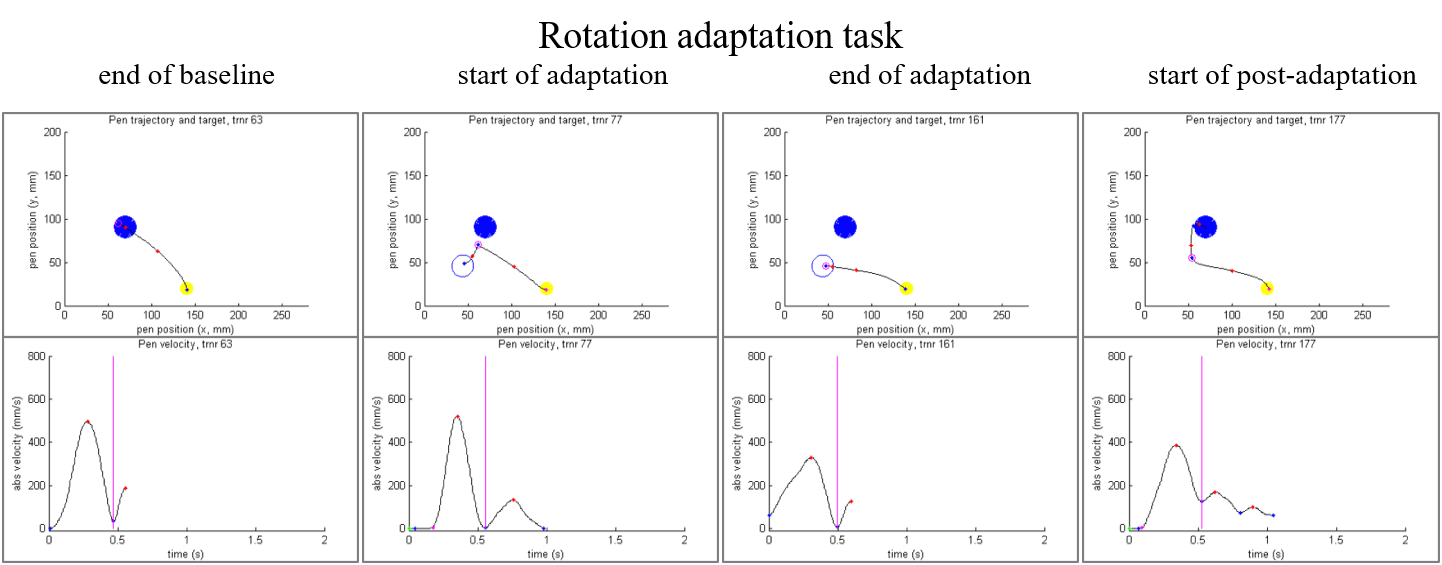 Rotation adaptation task
end of baseline
start of adaptation
end of adaptation
start of post-adaptation
Pen trajectory and target, trnr 63
200
150
100
50
0
pen position (y, mm)
0 50 100 150 200 250
pen position (x, mm)
Pen trajectory and target, trnr 77
200
150
100
50
0
pen position (y, mm)
0 50 100 150 200 250
pen position (x, mm)
Pen trajectory and target, trnr 161
200
150
100
50
0
pen position (y, mm)
0 50 100 150 200 250
pen position (x, mm)
Pen trajectory and target, trnr 177
200
150
100
50
0
pen position (y, mm)
0 50 100 150 200 250
pen position (x, mm)
Pen velocity, trnr 63
800
600
400
200
0
abs velocity (mm/s)
0 0.5 1 1.5 2
time (s)
Pen velocity, trnr 77
800
600
400
200
0
abs velocity (mm/s)
0 0.5 1 1.5 2
time (s)
Pen velocity, trnr 161
800
600
400
200
0
abs velocity (mm/s)
0 0.5 1 1.5 2
time (s)
Pen velocity, trnr 177
800
600
400
200
0
abs velocity (mm/s)
0 0.5 1 1.5 2
time (s)